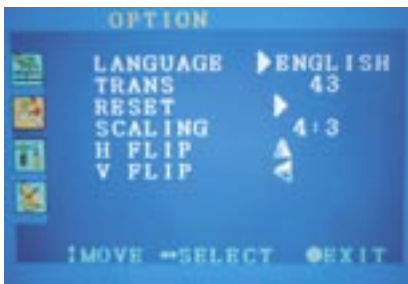 OPTION
LANGUAGE ENGLISH
TRANS 43
RESET
SCALING 4:3
H FLIP
V FLIP
MOVE SELECT EXIT